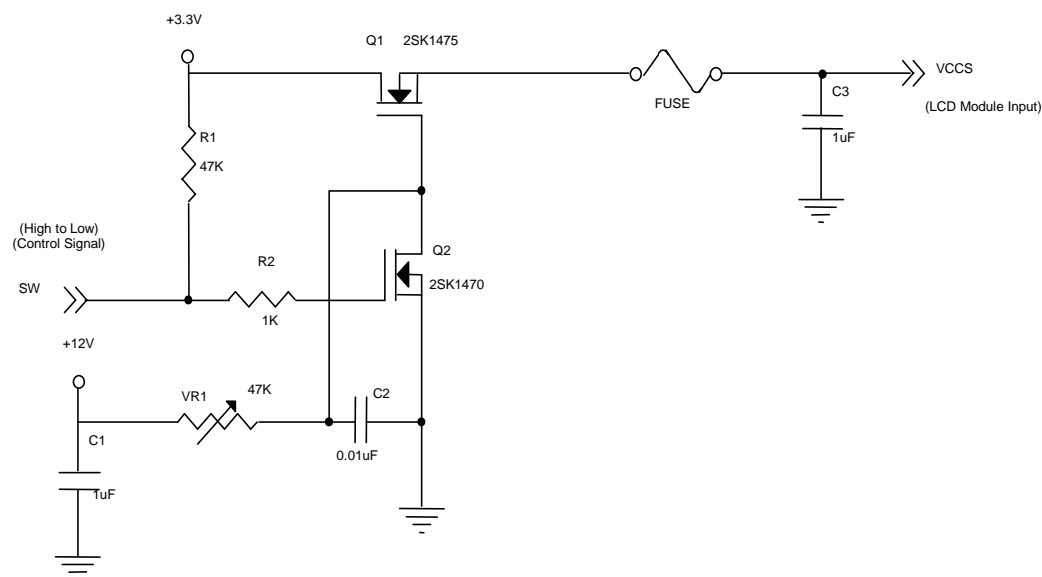 +3.3V
Q1
2SK1475
FUSE
VCCS
(LCD Module Input)
C3
1uF
R1
47K
(High to Low)
(Control Signal)
SW
R2
1K
Q2
2SK1470
+12V
VR1
47K
C2
0.01uF
C1
1uF